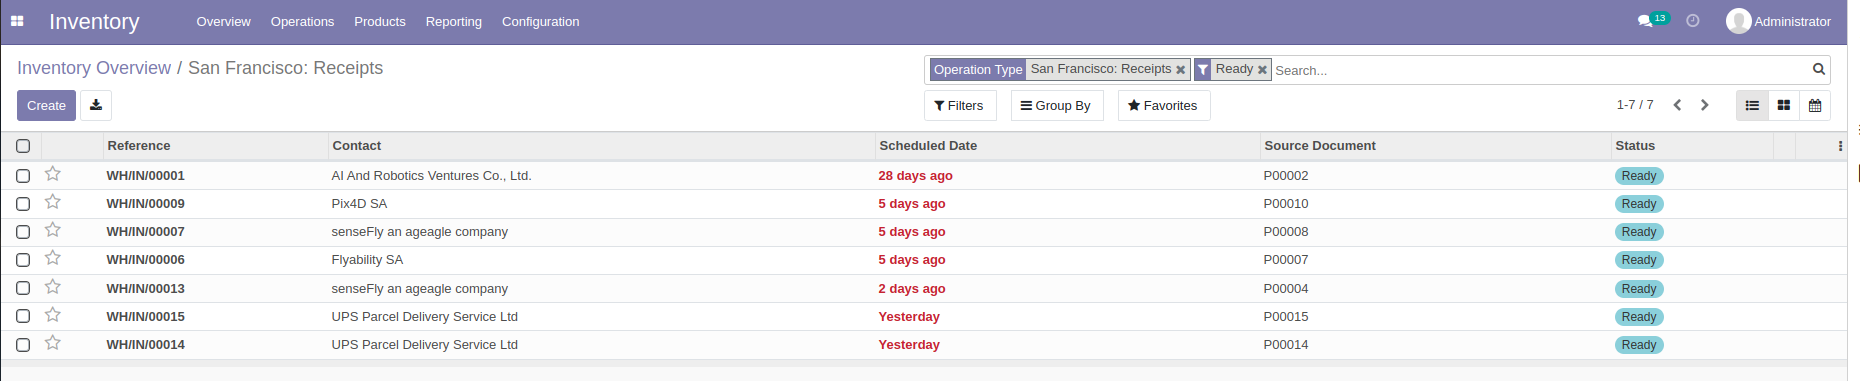 Inventory Overview Operations Products Reporting Configuration 13 Administrator
Inventory Overview / San Francisco: Receipts
Operation Type San Francisco: Receipts Ready Search...
Create Filters Group By Favorites 1-7 / 7
Reference Contact Scheduled Date Source Document Status
WH/IN/00001 AI And Robotics Ventures Co., Ltd. 28 days ago P00002 Ready
WH/IN/00009 Pix4D SA 5 days ago P00010 Ready
WH/IN/00007 senseFly an ageagle company 5 days ago P00008 Ready
WH/IN/00006 Flyability SA 5 days ago P00007 Ready
WH/IN/00013 senseFly an ageagle company 2 days ago P00004 Ready
WH/IN/00015 UPS Parcel Delivery Service Ltd Yesterday P00015 Ready
WH/IN/00014 UPS Parcel Delivery Service Ltd Yesterday P00014 Ready